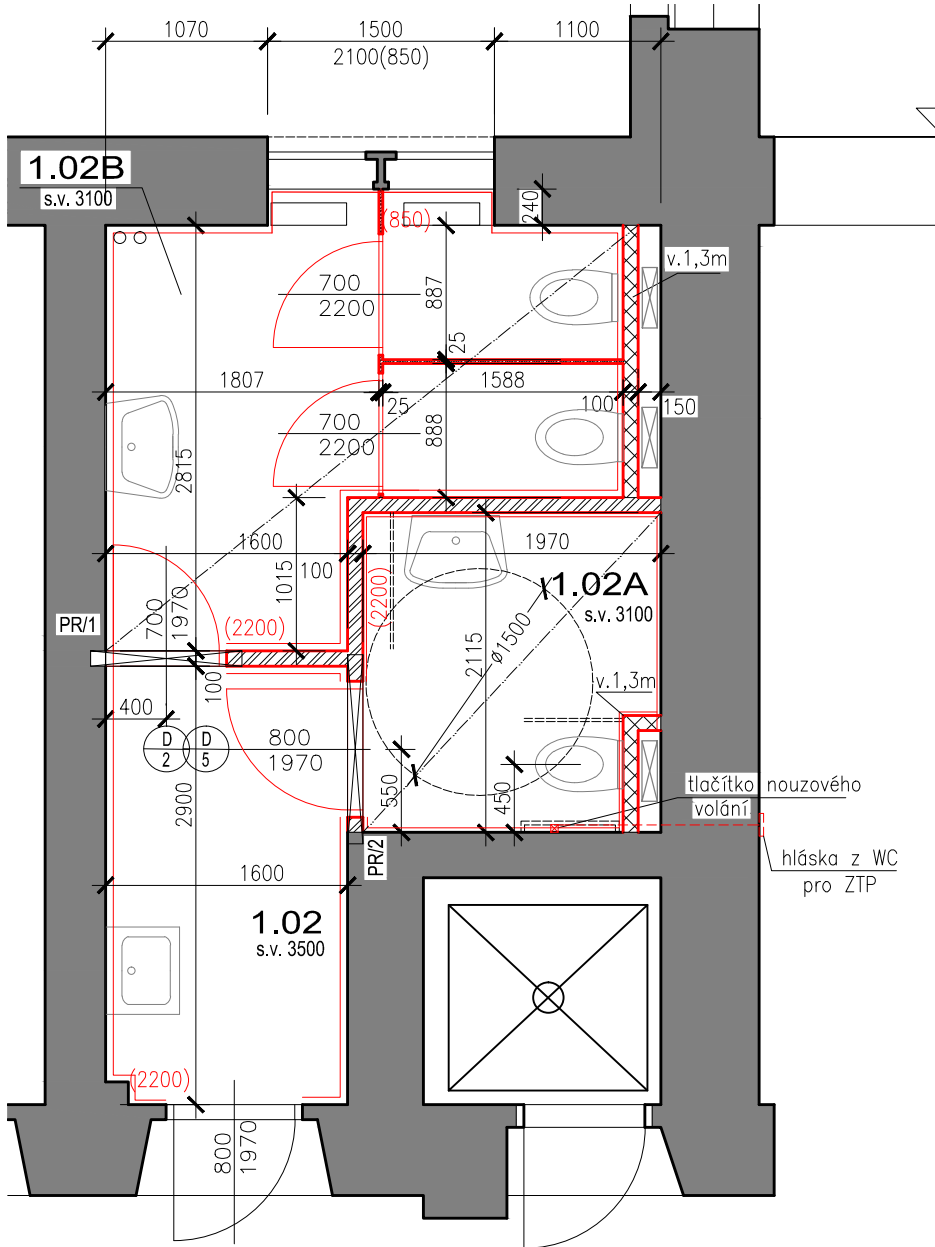 1070
1500
1100
2100(850)
1.02B
s.v. 3100
240
(850)
v.1,3m
700
2200
887
25
1807
1588
25
100
150
700
2200
888
2815
1600
100
1970
1015
(2200)
1.02A
s.v. 3100
PR/1
700
1970
(2200)
2115
ø1500
100
v.1,3m
400
D
2
D
5
800
1970
550
450
tlačítko nouzového
volání
2900
PR/2
hláska z WC
pro ZTP
1600
1.02
s.v. 3500
(2200)
800
1970